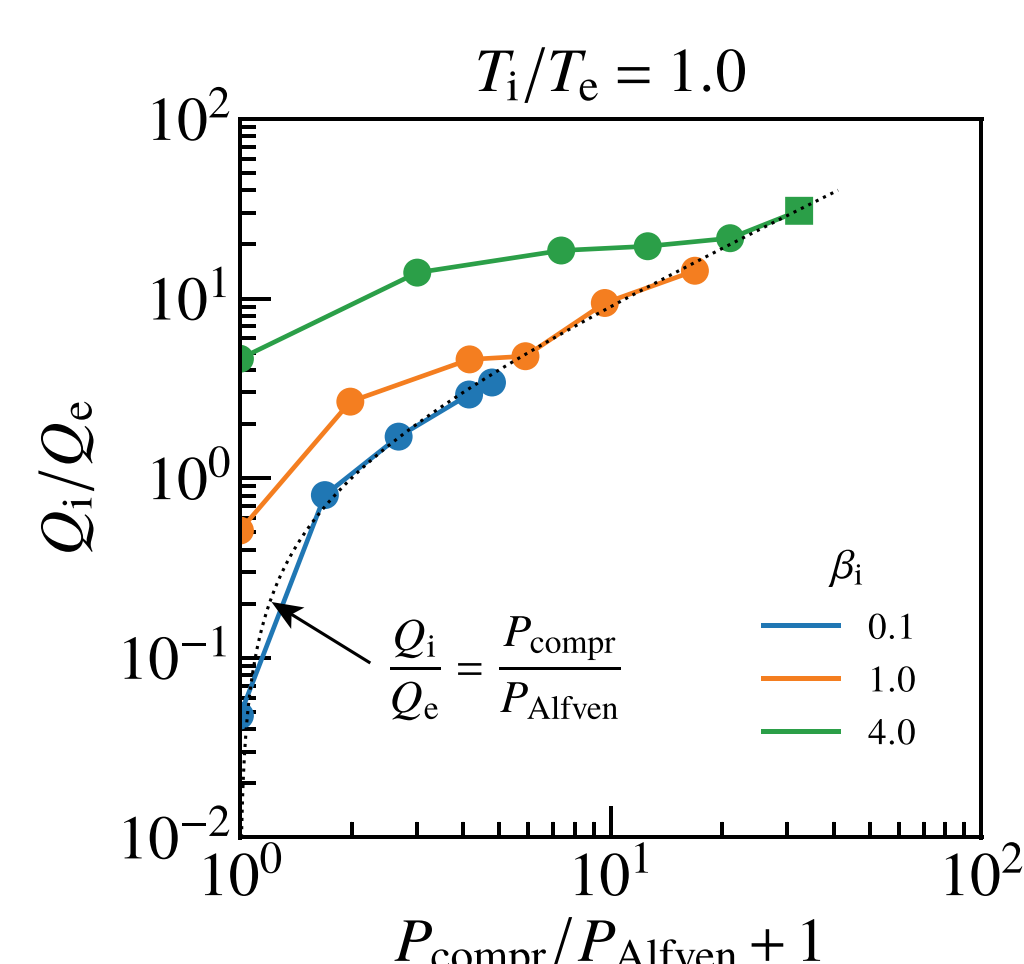 T_i/T_e = 1.0
10^2
10^1
10^0
10^−1
10^−2
Q_i/Q_e
Q_i/Q_e = P_compr/P_Alfven
β_i
0.1
1.0
4.0
10^0 10^1 10^2
P_compr/P_Alfven + 1